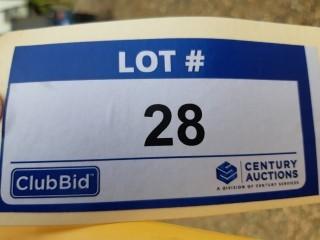 LOT #
28
ClubBid
CENTURY
AUCTIONS
A DIVISION OF CENTURY SERVICES